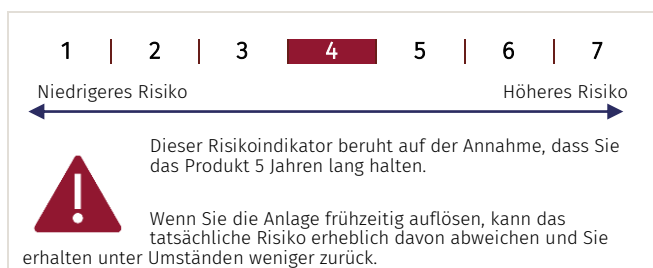 1 | 2 | 3 | 4 | 5 | 6 | 7
Niedrigeres Risiko Höheres Risiko
Dieser Risikoindikator beruht auf der Annahme, dass Sie
das Produkt 5 Jahren lang halten.
Wenn Sie die Anlage frühzeitig auflösen, kann das
tatsächliche Risiko erheblich davon abweichen und Sie
erhalten unter Umständen weniger zurück.